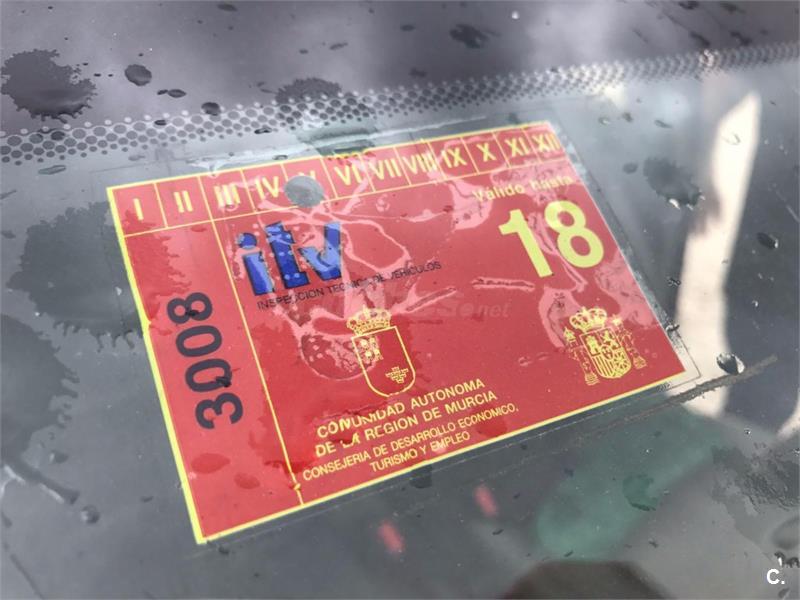 I II III IV V VI VII VIII IX X XI XII
Válido hasta
18
itv
INSPECCION TECNICA DE VEHICULOS
3008
COMUNIDAD AUTONOMA
DE LA REGION DE MURCIA
CONSEJERIA DE DESARROLLO ECONOMICO,
TURISMO Y EMPLEO
C.